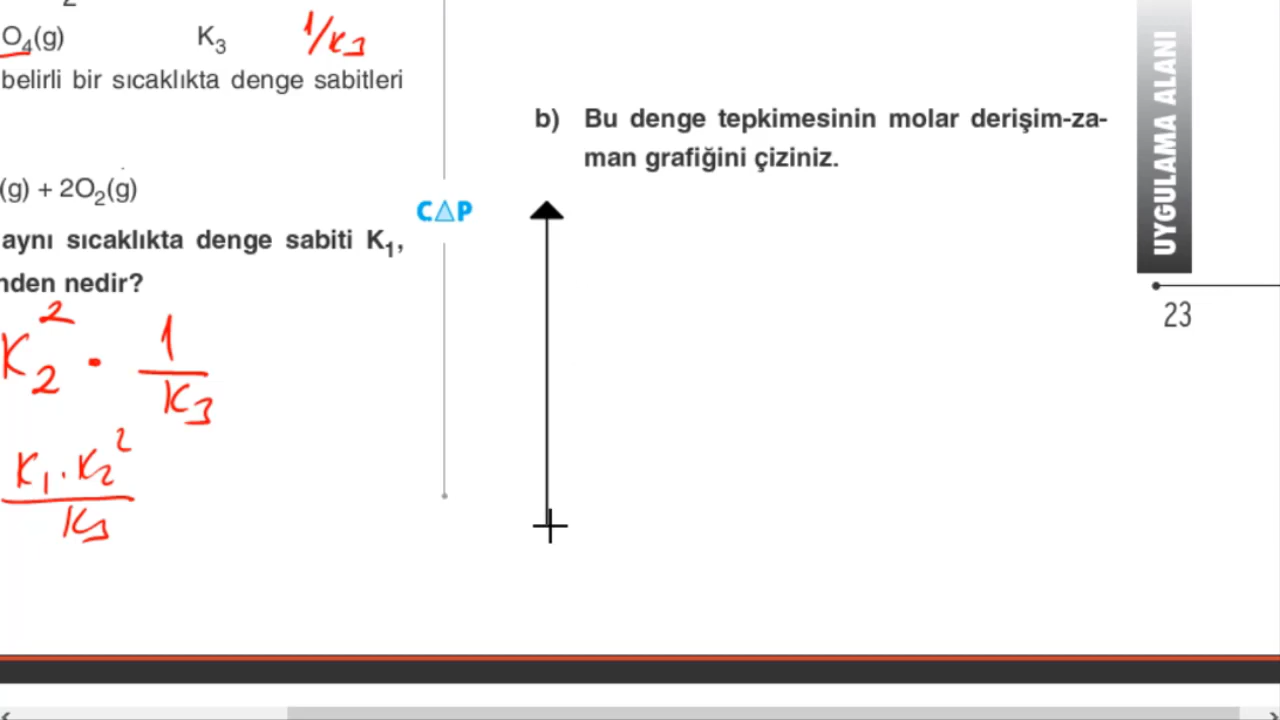 O₄(g) K₃ 1/K₃
belirli bir sıcaklıkta denge sabitleri
(g) + 2O₂(g)
aynı sıcaklıkta denge sabiti K₁,
nden nedir?
K₂² · 1/K₃
K₁ · K₂² / K₃
CAP
b) Bu denge tepkimesinin molar derişim-za-
man grafiğini çiziniz.
UYGULAMA ALANI
23